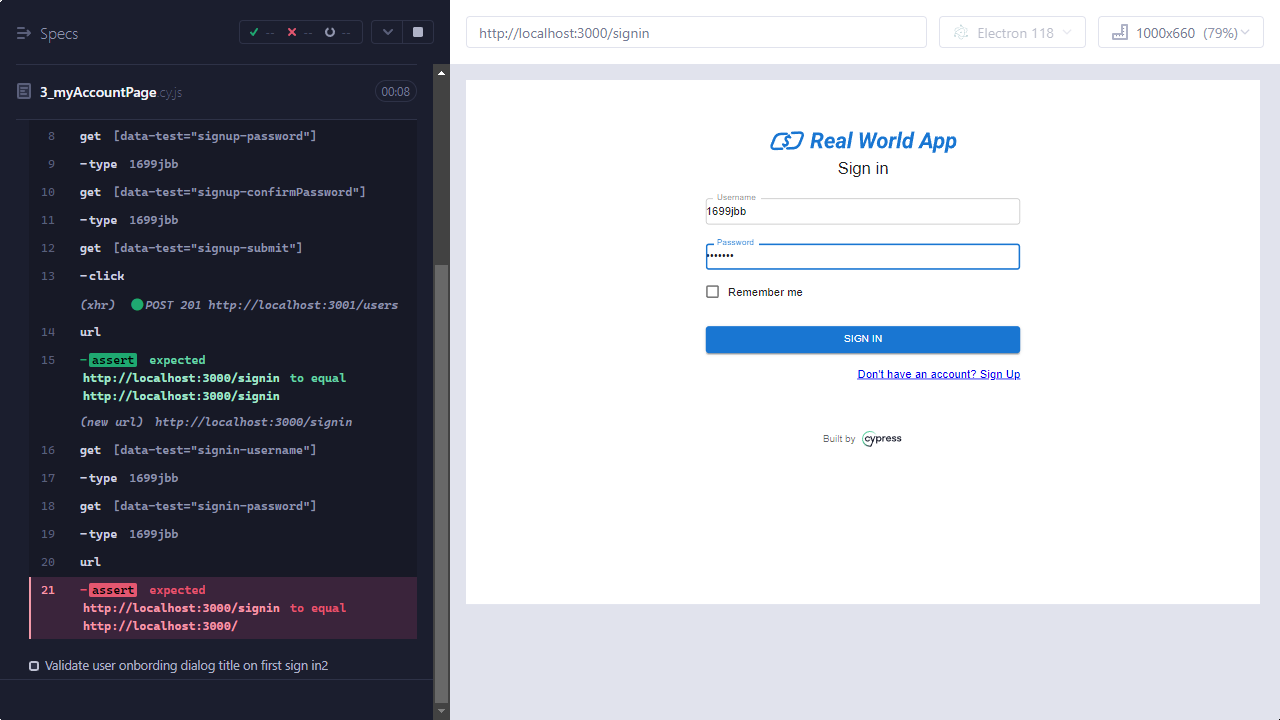 Specs
-- -- --
3_myAccountPage.cy.js
00:08
8 get [data-test="signup-password"]
9 -type 1699jbb
10 get [data-test="signup-confirmPassword"]
11 -type 1699jbb
12 get [data-test="signup-submit"]
13 -click
(xhr) POST 201 http://localhost:3001/users
14 url
15 -assert expected
http://localhost:3000/signin to equal
http://localhost:3000/signin
(new url) http://localhost:3000/signin
16 get [data-test="signin-username"]
17 -type 1699jbb
18 get [data-test="signin-password"]
19 -type 1699jbb
20 url
21 -assert expected
http://localhost:3000/signin to equal
http://localhost:3000/
Validate user onbording dialog title on first sign in2
http://localhost:3000/signin
Electron 118
1000x660 (79%)
Real World App
Sign in
Username
1699jbb
Password
•••••••
Remember me
SIGN IN
Don't have an account? Sign Up
Built by cypress